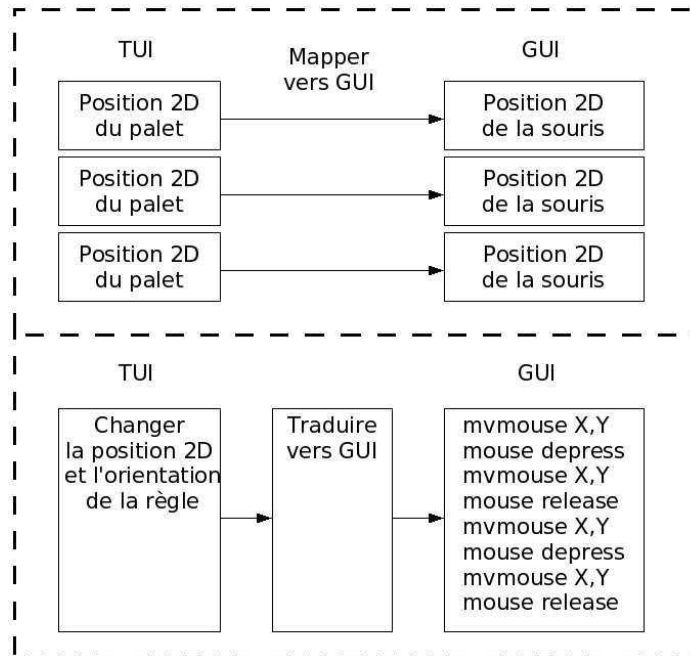 TUI
Mapper
vers GUI
GUI
Position 2D
du palet
Position 2D
de la souris
Position 2D
du palet
Position 2D
de la souris
Position 2D
du palet
Position 2D
de la souris
TUI
GUI
Changer
la position 2D
et l'orientation
de la règle
Traduire
vers GUI
mvmouse X,Y
mouse depress
mvmouse X,Y
mouse release
mvmouse X,Y
mouse depress
mvmouse X,Y
mouse release